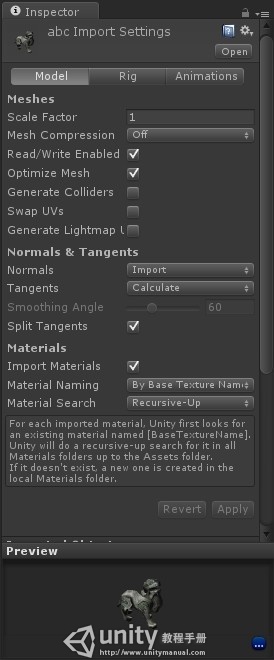 Inspector
abc Import Settings
Open
Model Rig Animations
Meshes
Scale Factor 1
Mesh Compression Off
Read/Write Enabled
Optimize Mesh
Generate Colliders
Swap UVs
Generate Lightmap U
Normals & Tangents
Normals Import
Tangents Calculate
Smoothing Angle 60
Split Tangents
Materials
Import Materials
Material Naming By Base Texture Nam
Material Search Recursive-Up
For each imported material, Unity first looks for
an existing material named [BaseTextureName].
Unity will do a recursive-up search for it in all
Materials folders up to the Assets folder.
If it doesn't exist, a new one is created in the
local Materials folder.
Revert Apply
Preview
unity 教程手册
http://www.unitymanual.com